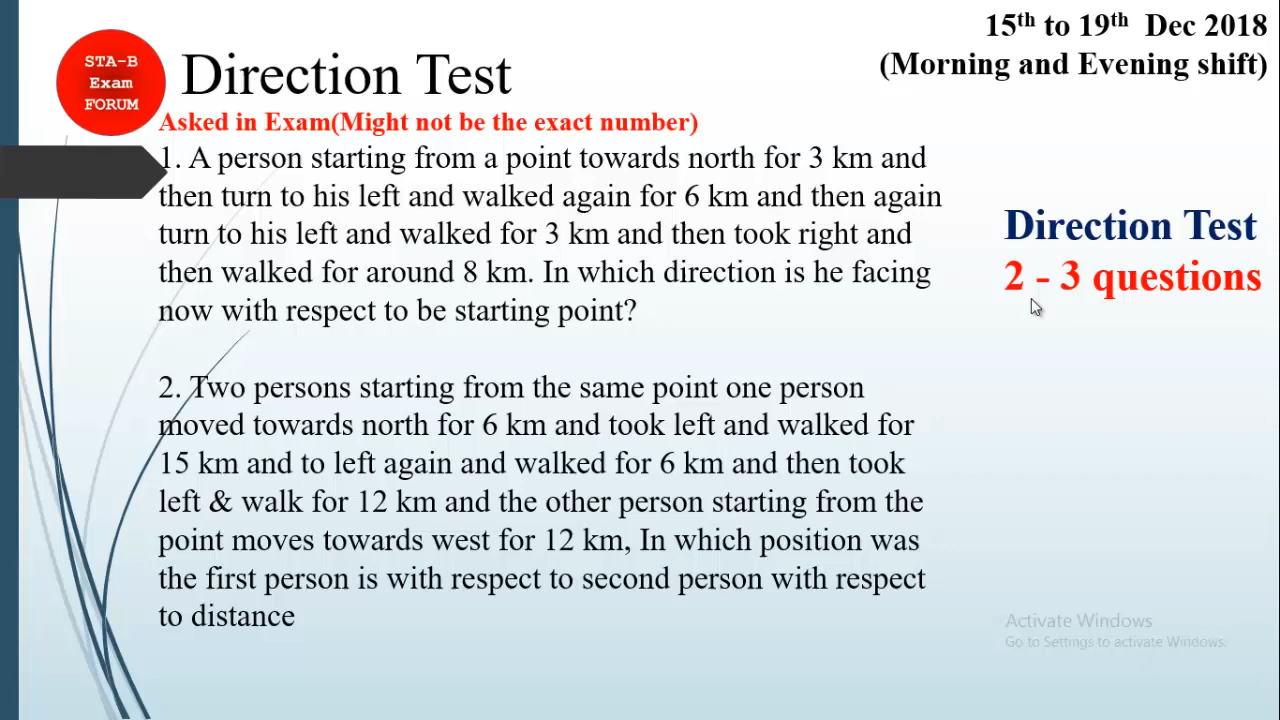 15th to 19th Dec 2018
(Morning and Evening shift)
STA-B
Exam
FORUM
Direction Test
Asked in Exam(Might not be the exact number)
1. A person starting from a point towards north for 3 km and
then turn to his left and walked again for 6 km and then again
turn to his left and walked for 3 km and then took right and
then walked for around 8 km. In which direction is he facing
now with respect to be starting point?
2. Two persons starting from the same point one person
moved towards north for 6 km and took left and walked for
15 km and to left again and walked for 6 km and then took
left & walk for 12 km and the other person starting from the
point moves towards west for 12 km, In which position was
the first person is with respect to second person with respect
to distance
Direction Test
2 - 3 questions
Activate Windows
Go to Settings to activate Windows.